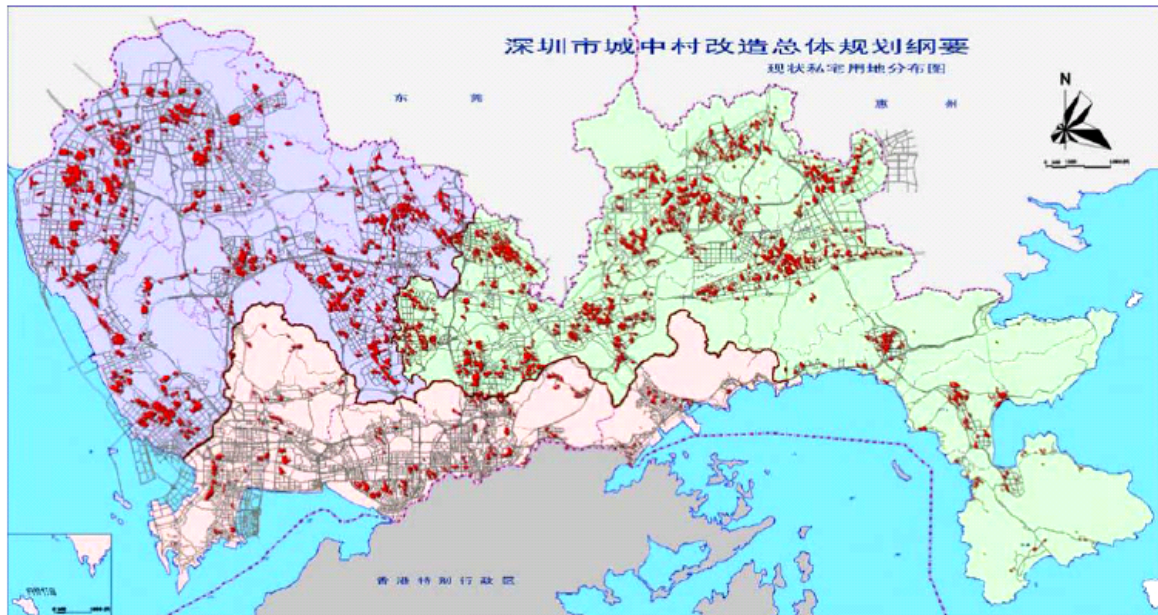 深圳市城中村改造总体规划纲要
现状私宅用地分布图
东 莞
惠 州
N
香港特别行政区